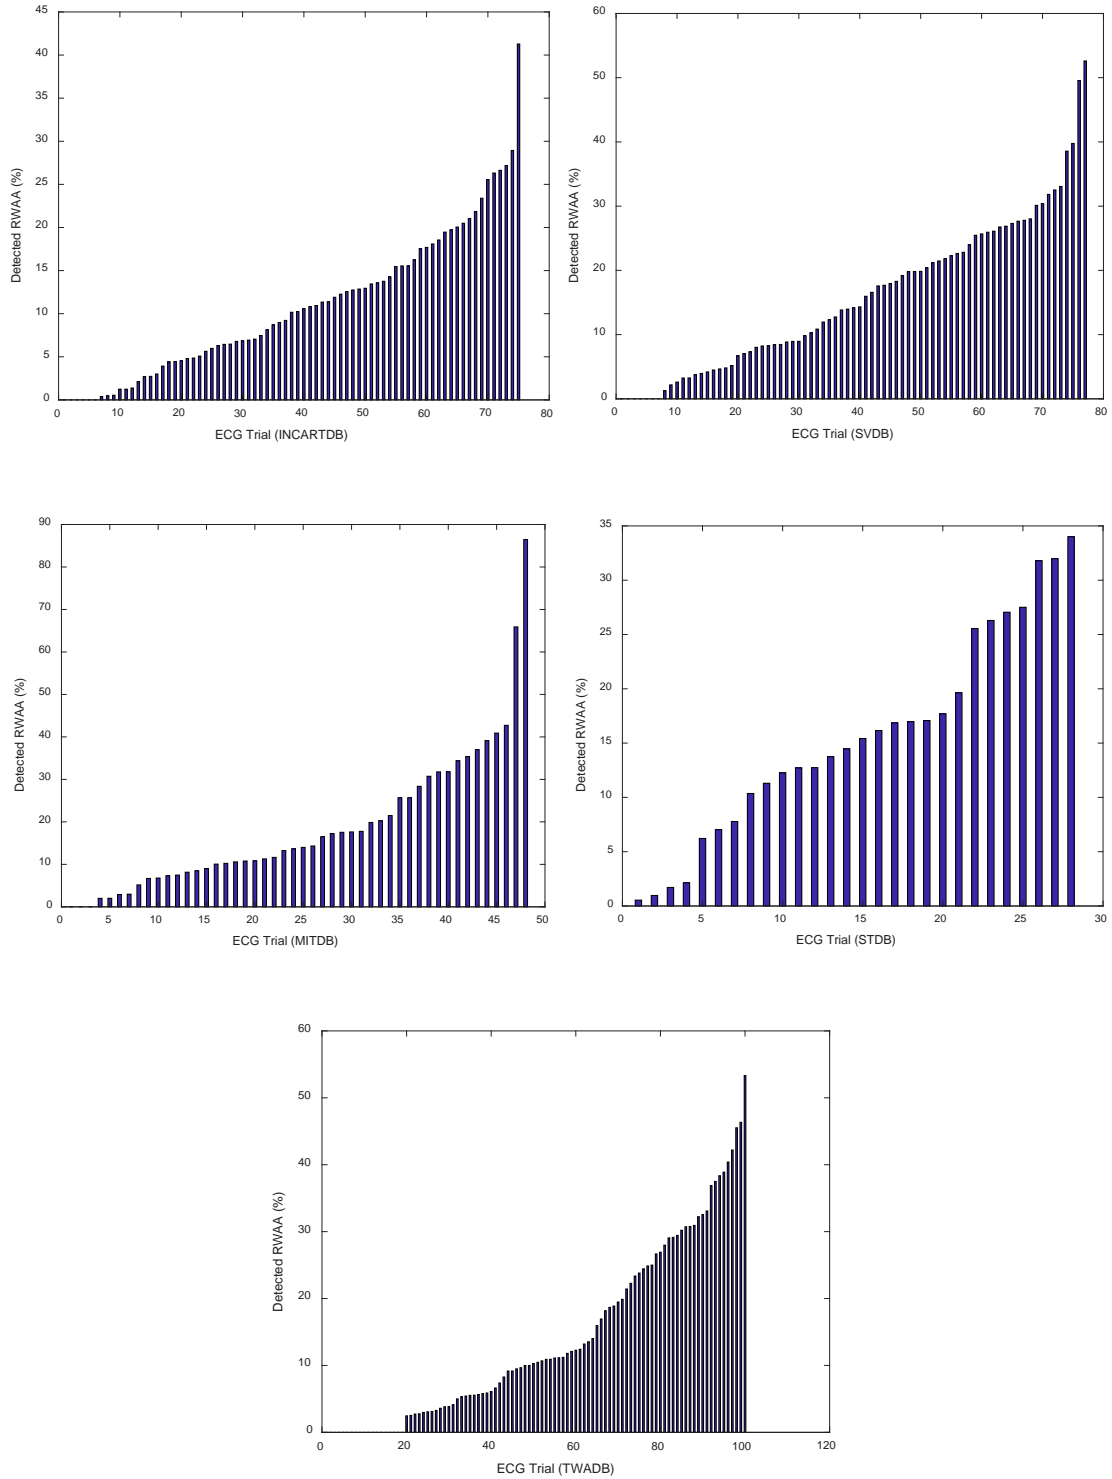 45
40
35
30
25
20
15
10
5
0
Detected RWAA (%)
0 10 20 30 40 50 60 70 80
ECG Trial (INCARTDB)
60
50
40
30
20
10
0
Detected RWAA (%)
0 10 20 30 40 50 60 70 80
ECG Trial (SVDB)
90
80
70
60
50
40
30
20
10
0
Detected RWAA (%)
0 5 10 15 20 25 30 35 40 45 50
ECG Trial (MITDB)
35
30
25
20
15
10
5
0
Detected RWAA (%)
0 5 10 15 20 25 30
ECG Trial (STDB)
60
50
40
30
20
10
0
Detected RWAA (%)
0 20 40 60 80 100 120
ECG Trial (TWADB)